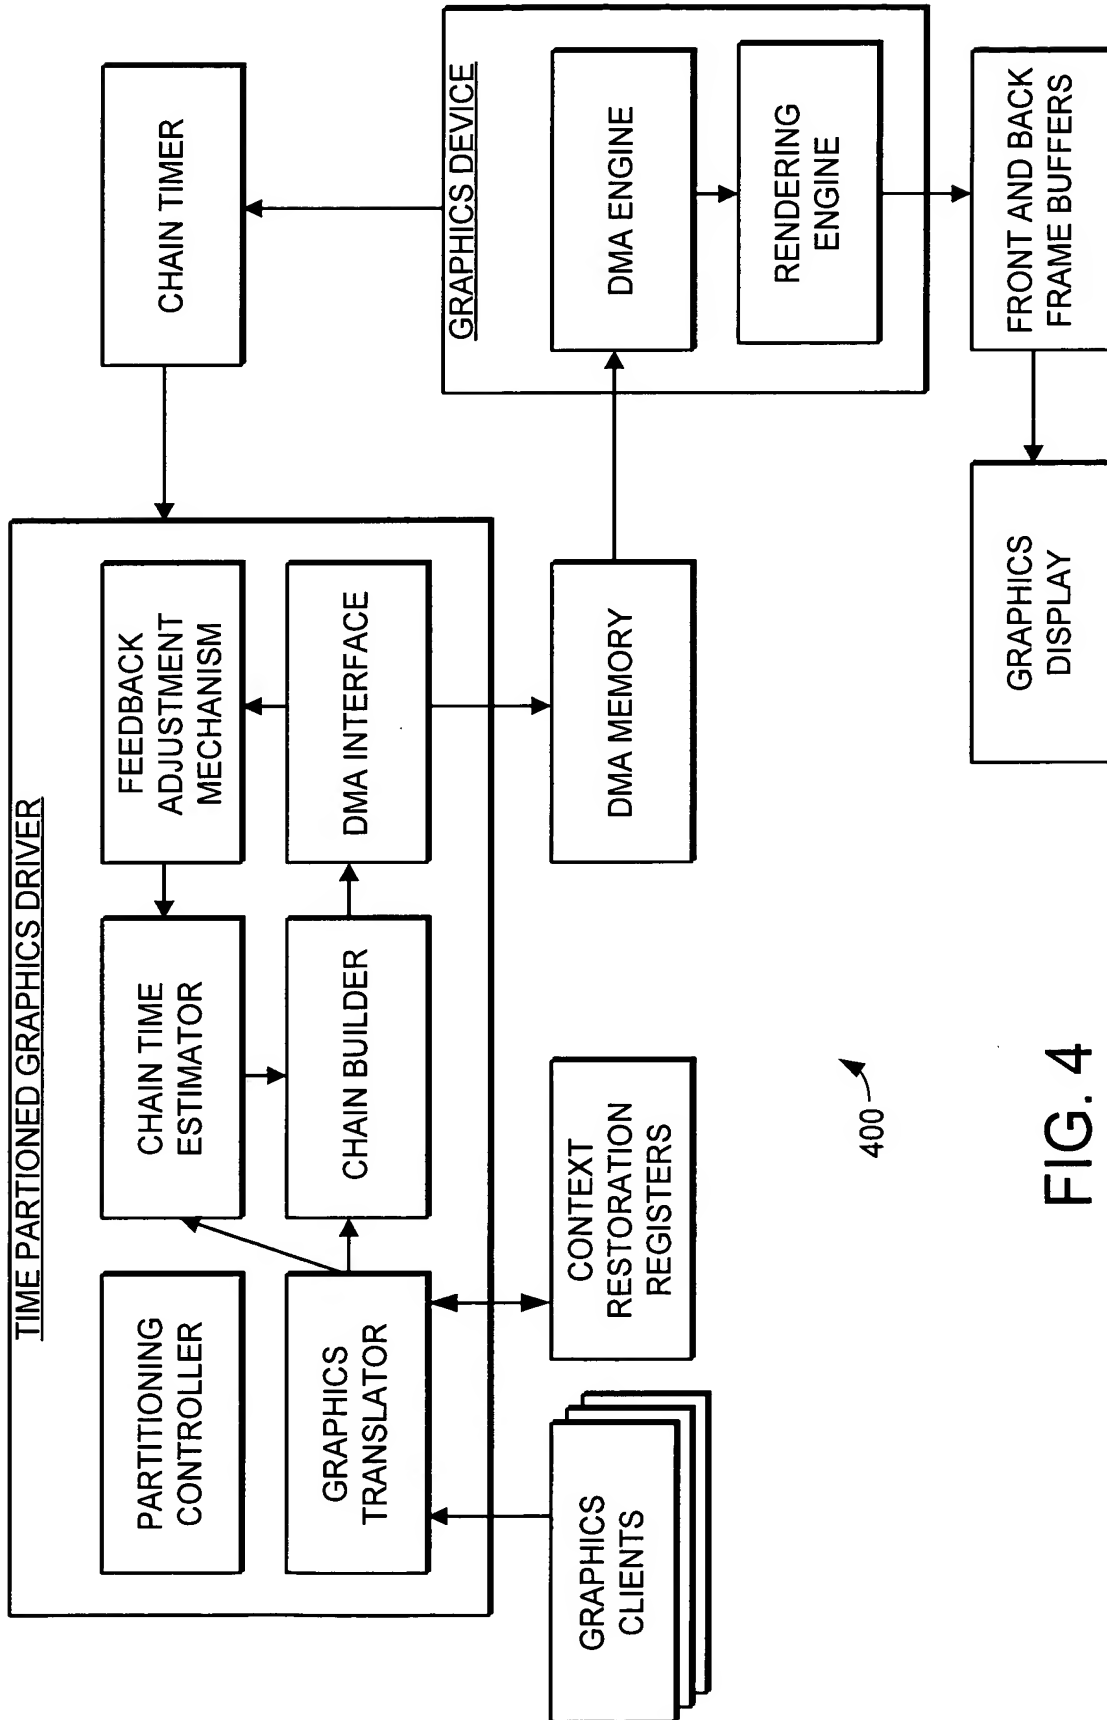 TIME PARTIONED GRAPHICS DRIVER
PARTITIONING
CONTROLLER
CHAIN TIME
ESTIMATOR
FEEDBACK
ADJUSTMENT
MECHANISM
CHAIN TIMER
GRAPHICS
TRANSLATOR
CHAIN BUILDER
DMA INTERFACE
GRAPHICS DEVICE
GRAPHICS
CLIENTS
CONTEXT
RESTORATION
REGISTERS
DMA MEMORY
DMA ENGINE
RENDERING
ENGINE
400
GRAPHICS
DISPLAY
FRONT AND BACK
FRAME BUFFERS
FIG. 4